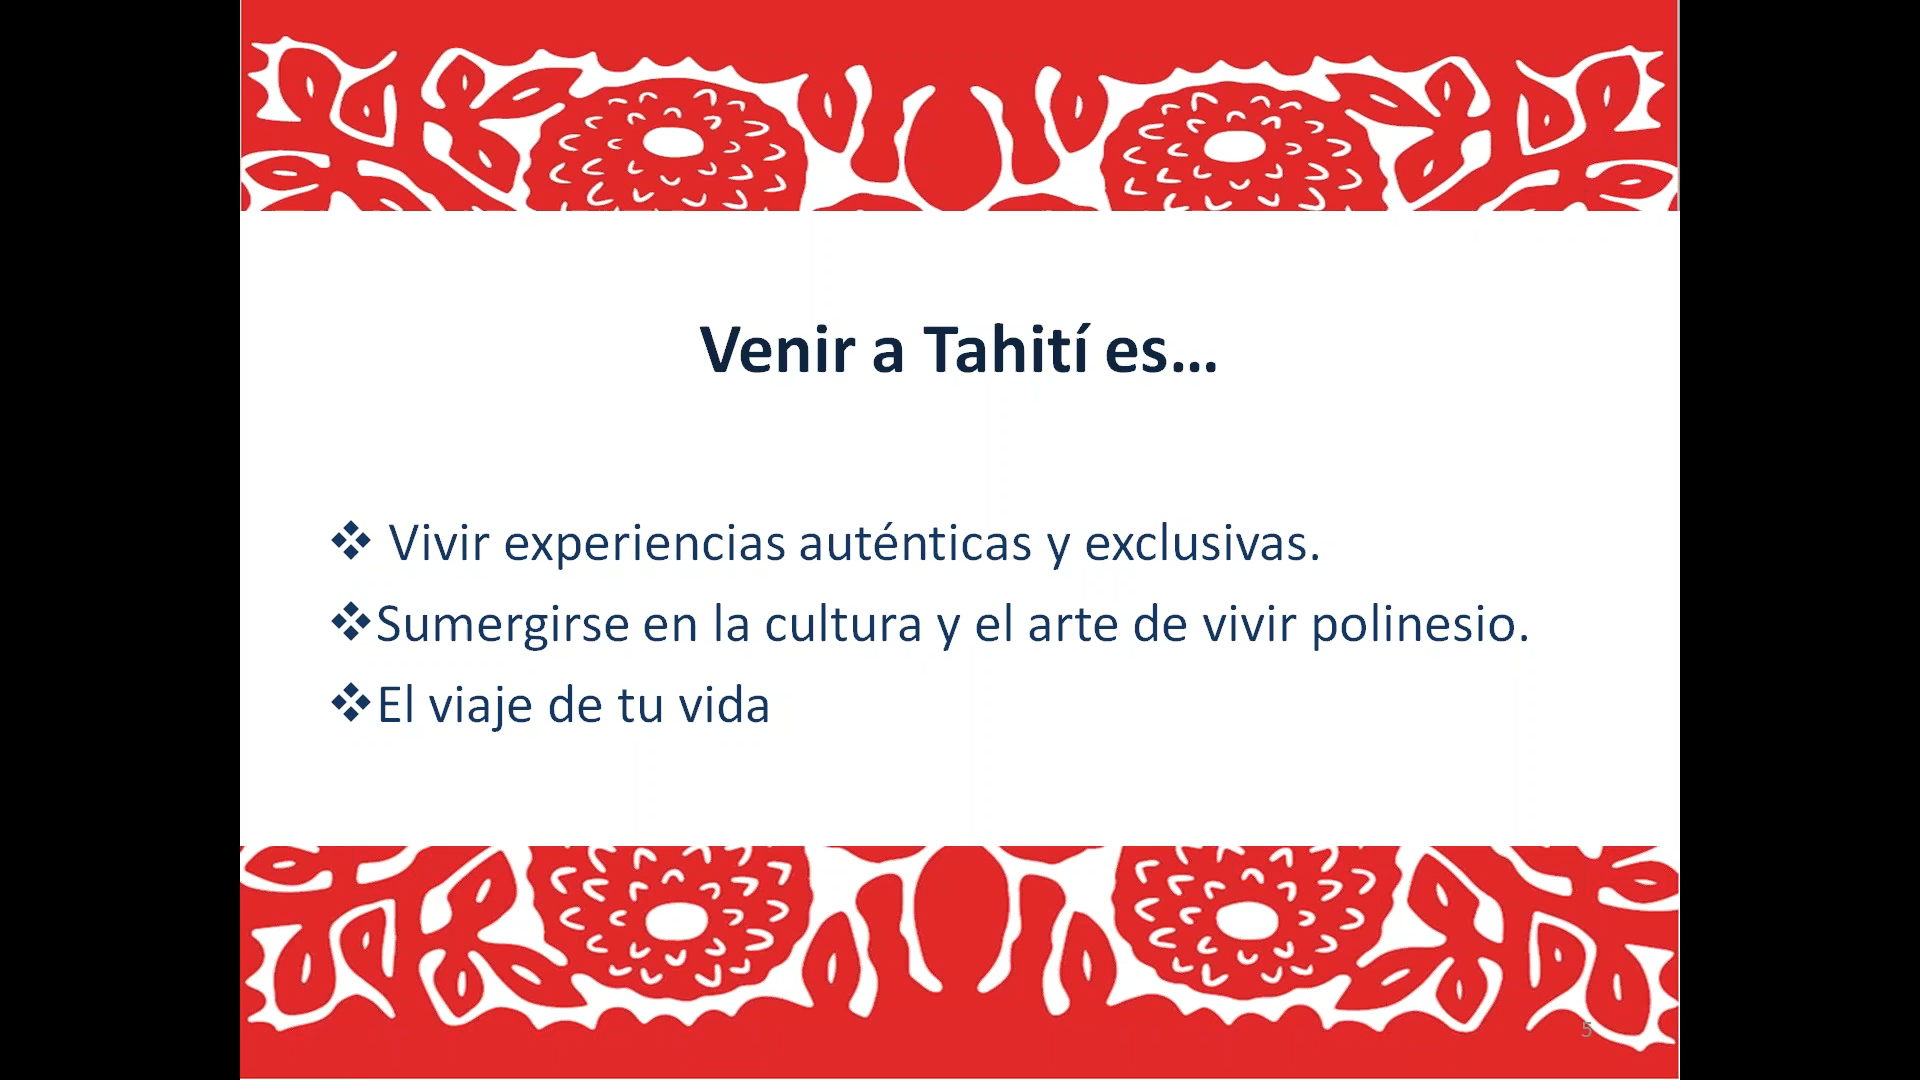 Venir a Tahití es...
❖ Vivir experiencias auténticas y exclusivas.
❖Sumergirse en la cultura y el arte de vivir polinesio.
❖El viaje de tu vida
5